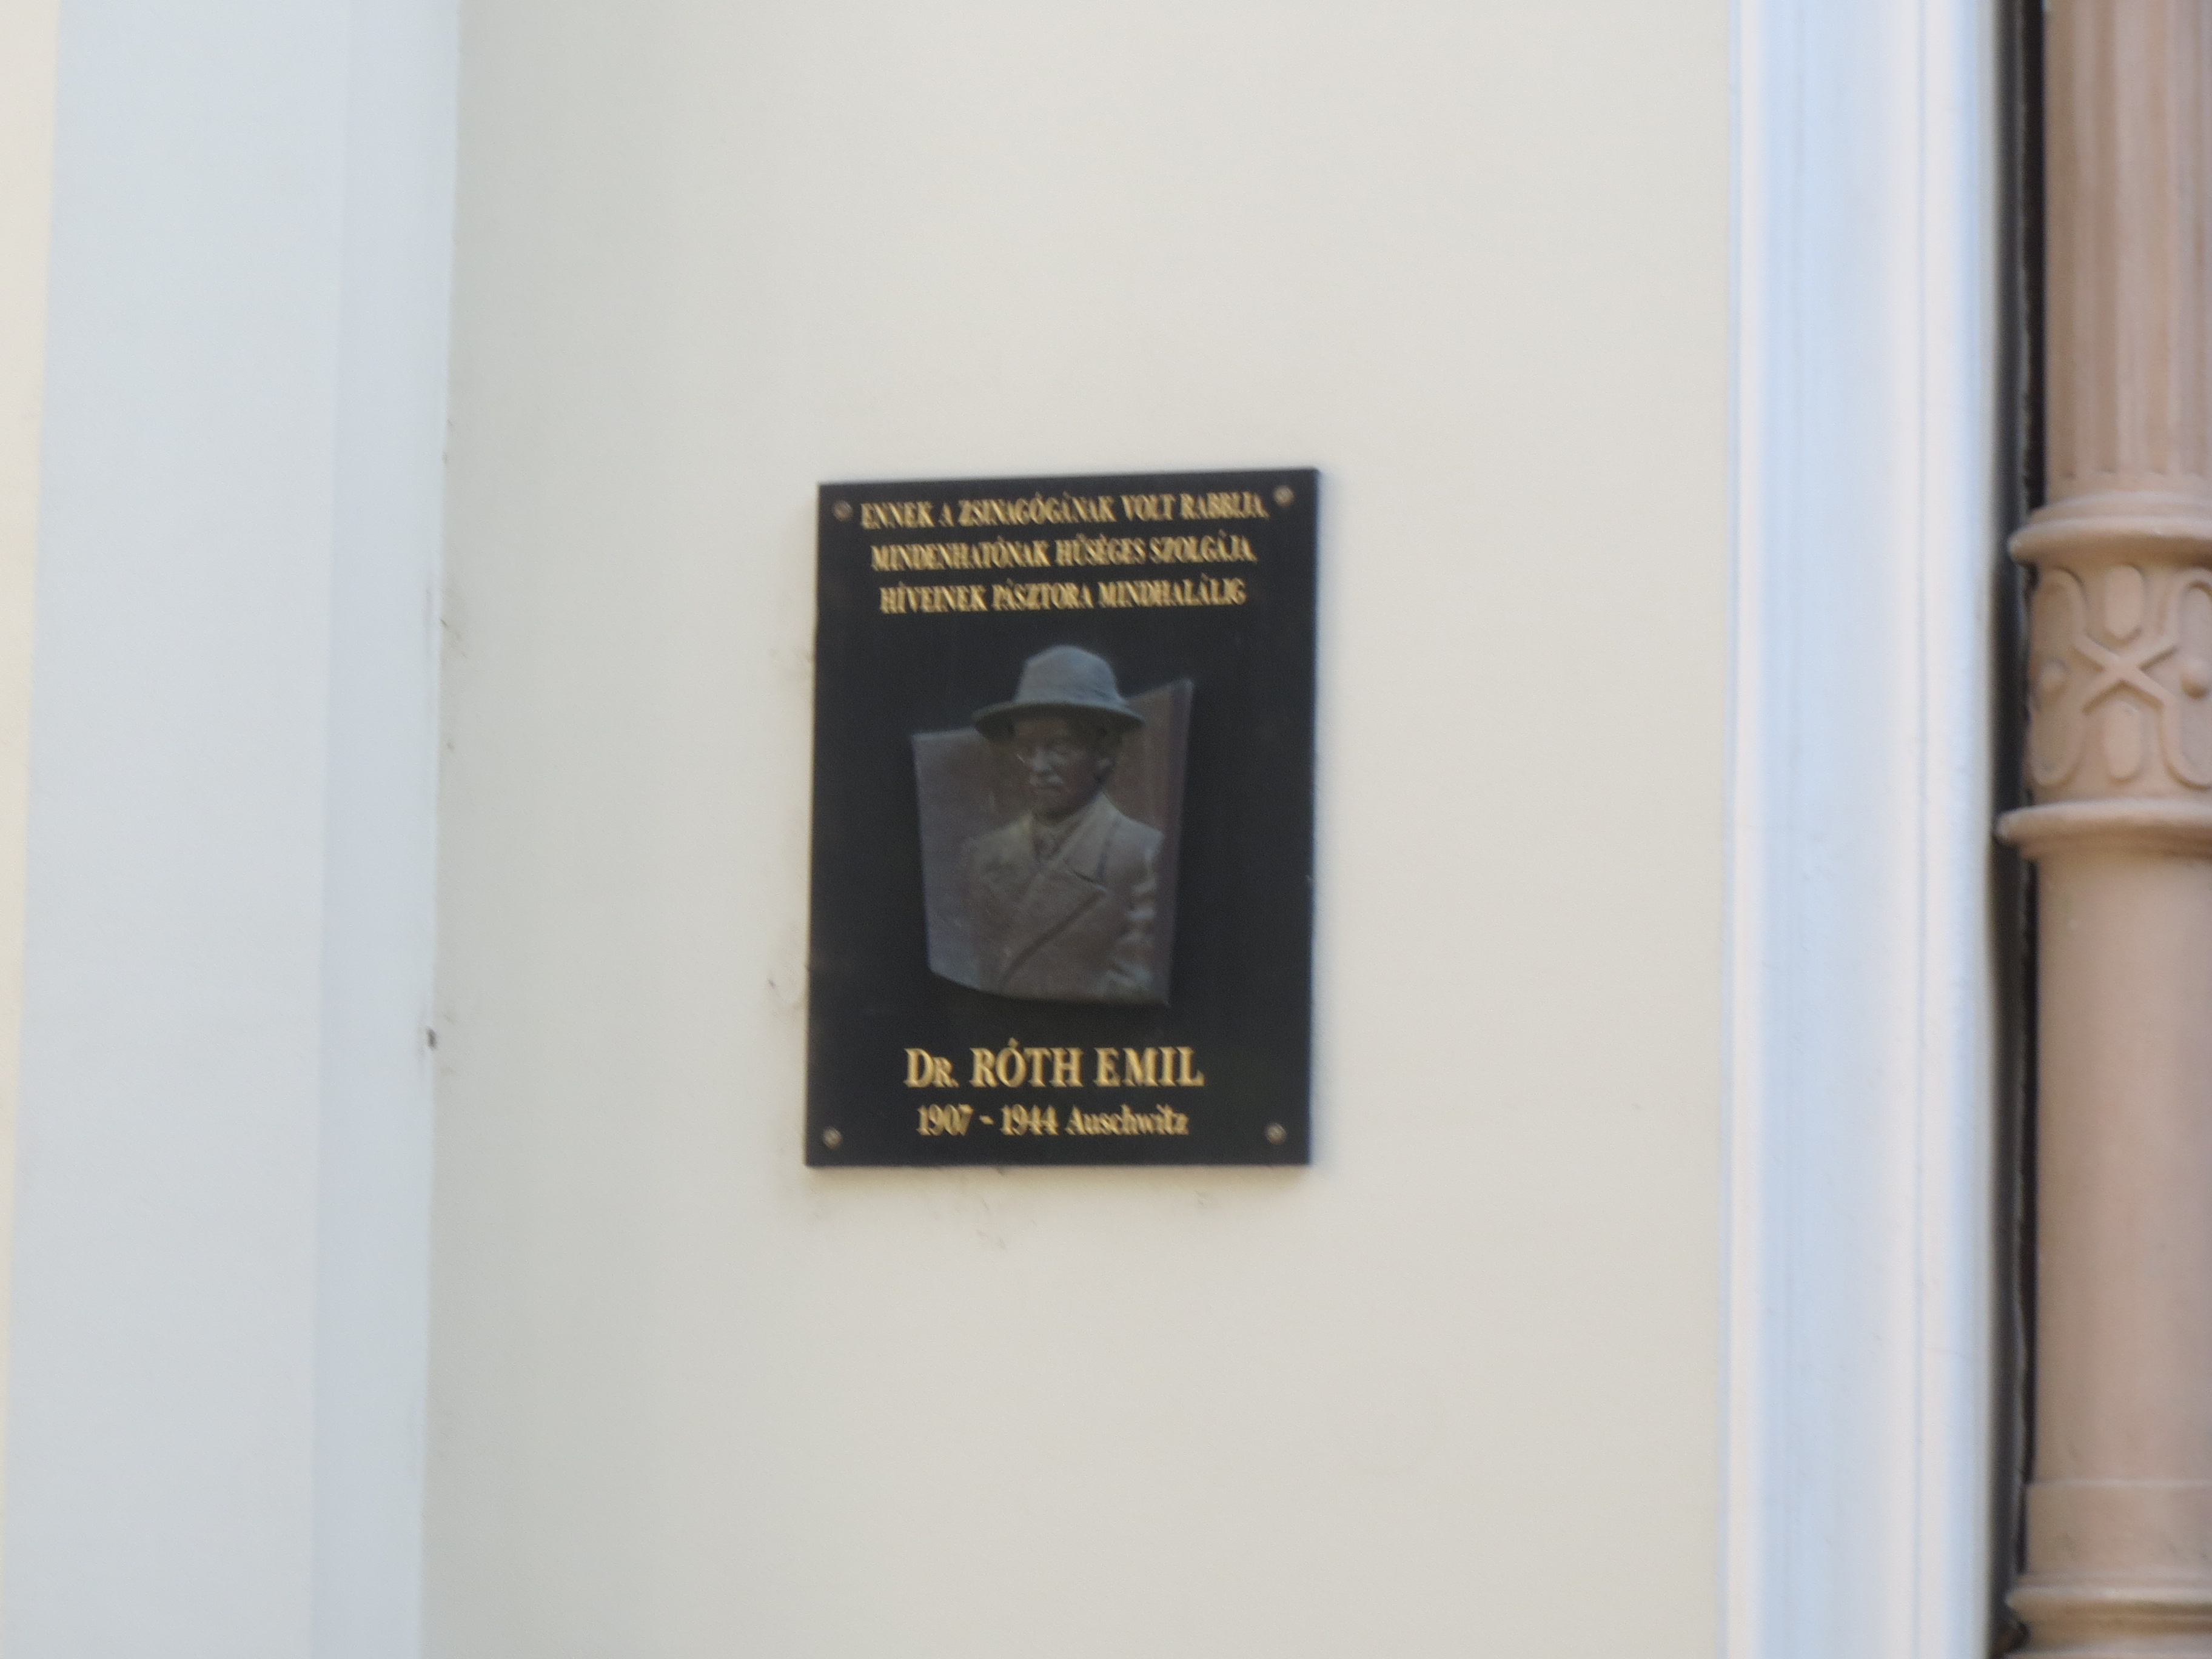 ENNEK A ZSINAGÓGÁNAK VOLT RABBIJA,
MINDENHATÓNAK HŰSÉGES SZOLGÁJA,
HÍVEINEK PÁSZTORA MINDHALÁLIG
DR. RÓTH EMIL
1907 - 1944 Auschwitz